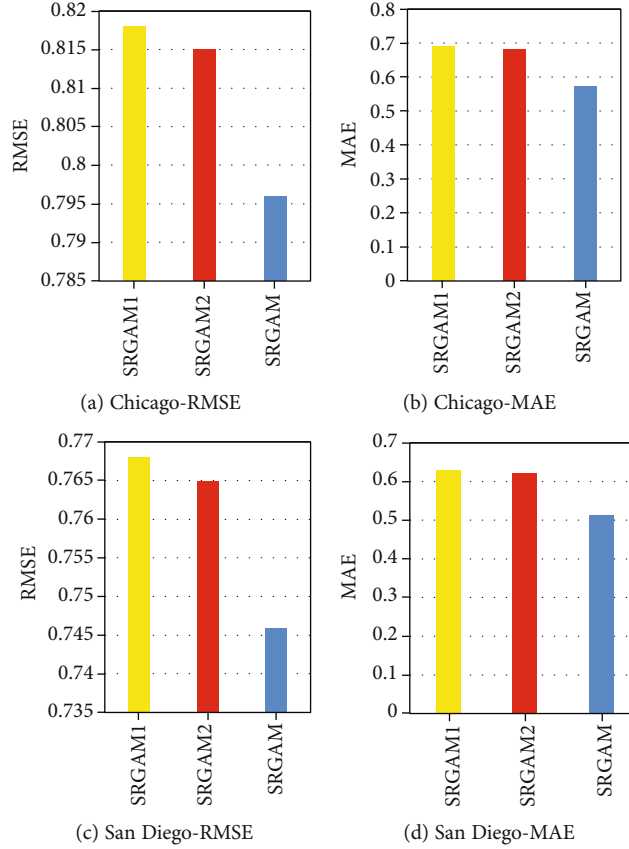 0.82
0.815
0.81
0.805
0.8
0.795
0.79
0.785
RMSE
SRGAM1
SRGAM2
SRGAM
(a) Chicago-RMSE
0.8
0.7
0.6
0.5
0.4
0.3
0.2
0.1
0
MAE
SRGAM1
SRGAM2
SRGAM
(b) Chicago-MAE
0.77
0.765
0.76
0.755
0.75
0.745
0.74
0.735
RMSE
SRGAM1
SRGAM2
SRGAM
(c) San Diego-RMSE
0.7
0.6
0.5
0.4
0.3
0.2
0.1
0
MAE
SRGAM1
SRGAM2
SRGAM
(d) San Diego-MAE